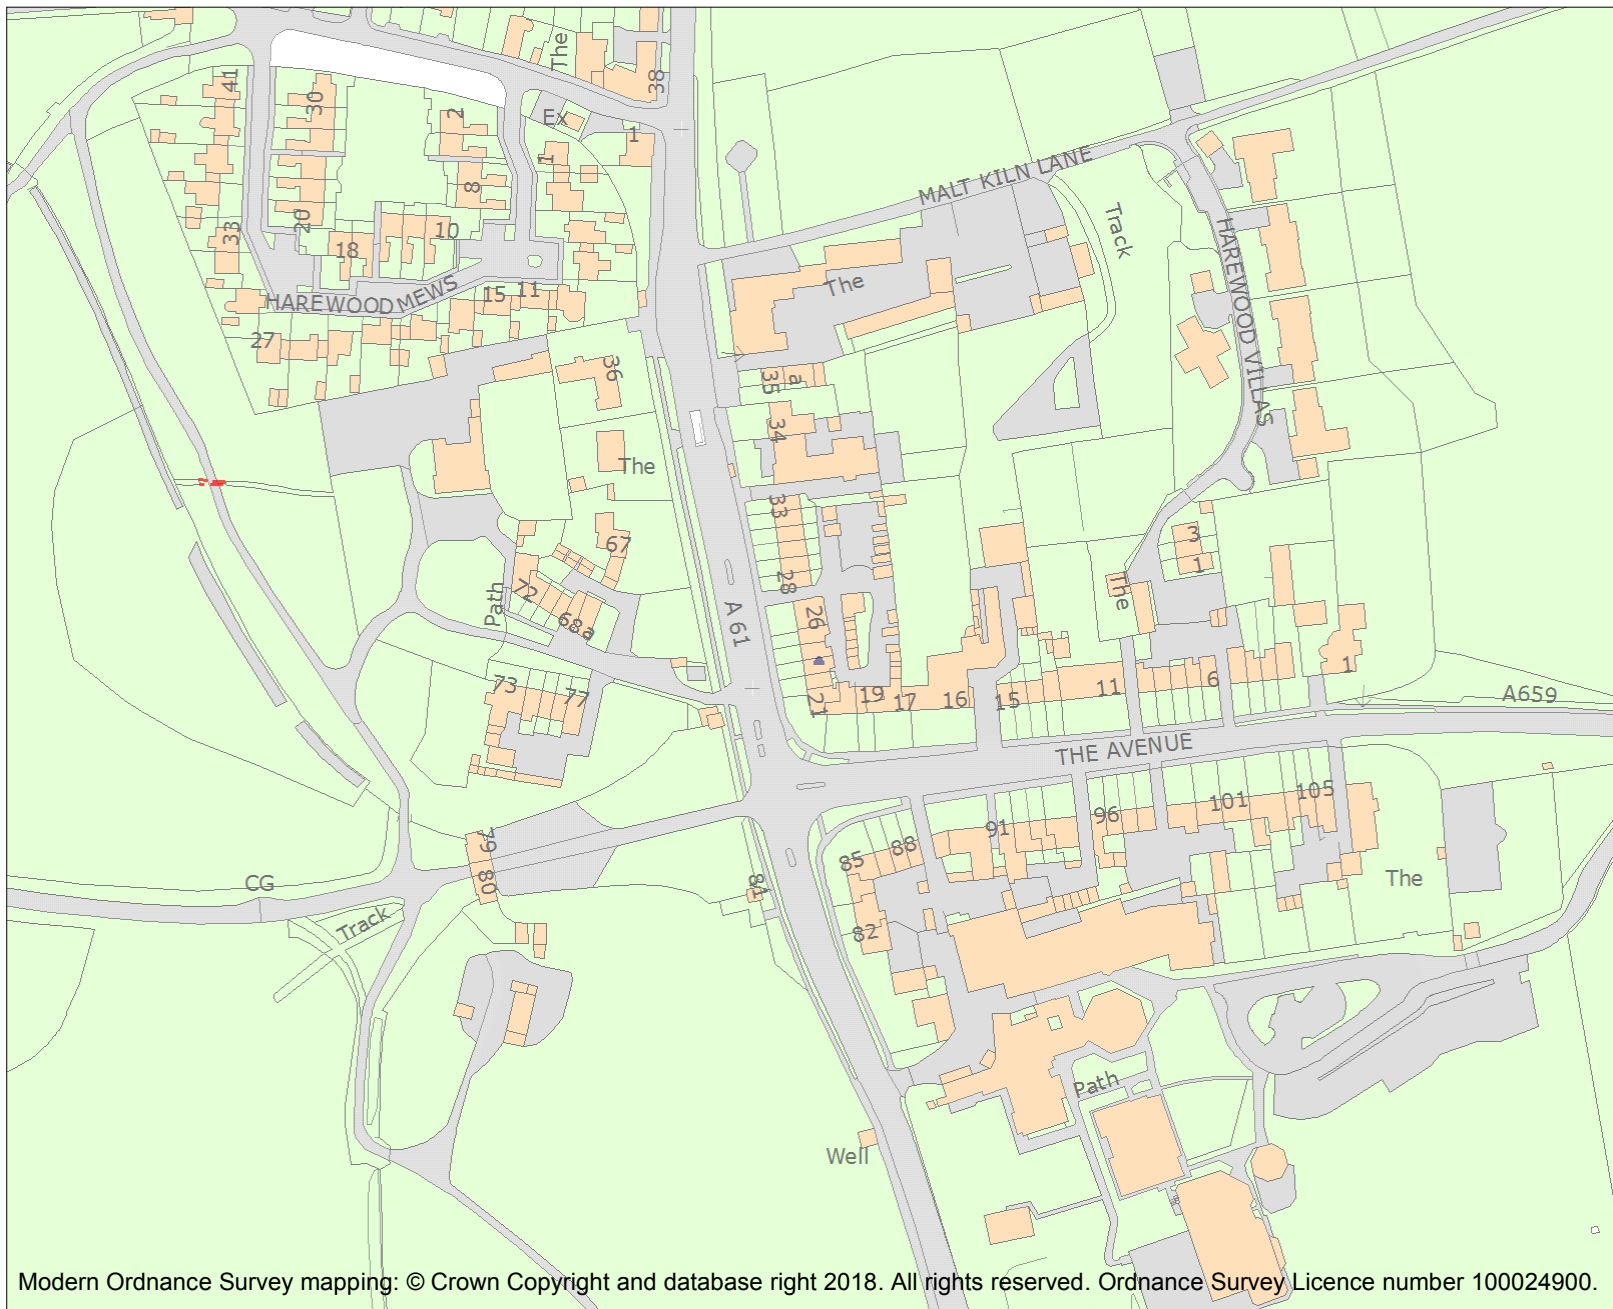 41
30
2
The
38
Ex
1
1
8
MALT KILN LANE
Track
33
20
18
10
HAREWOOD VILLAS
HAREWOOD MEWS
15
11
The
27
36
35
a
34
The
33
67
3
1
28
72
Path
68a
A 61
26
The
73
77
21
19
17
16
15
11
6
1
A659
THE AVENUE
79
80
81
85
88
91
96
101
105
CG
Track
82
The
Path
Well
Modern Ordnance Survey mapping: © Crown Copyright and database right 2018. All rights reserved. Ordnance Survey Licence number 100024900.